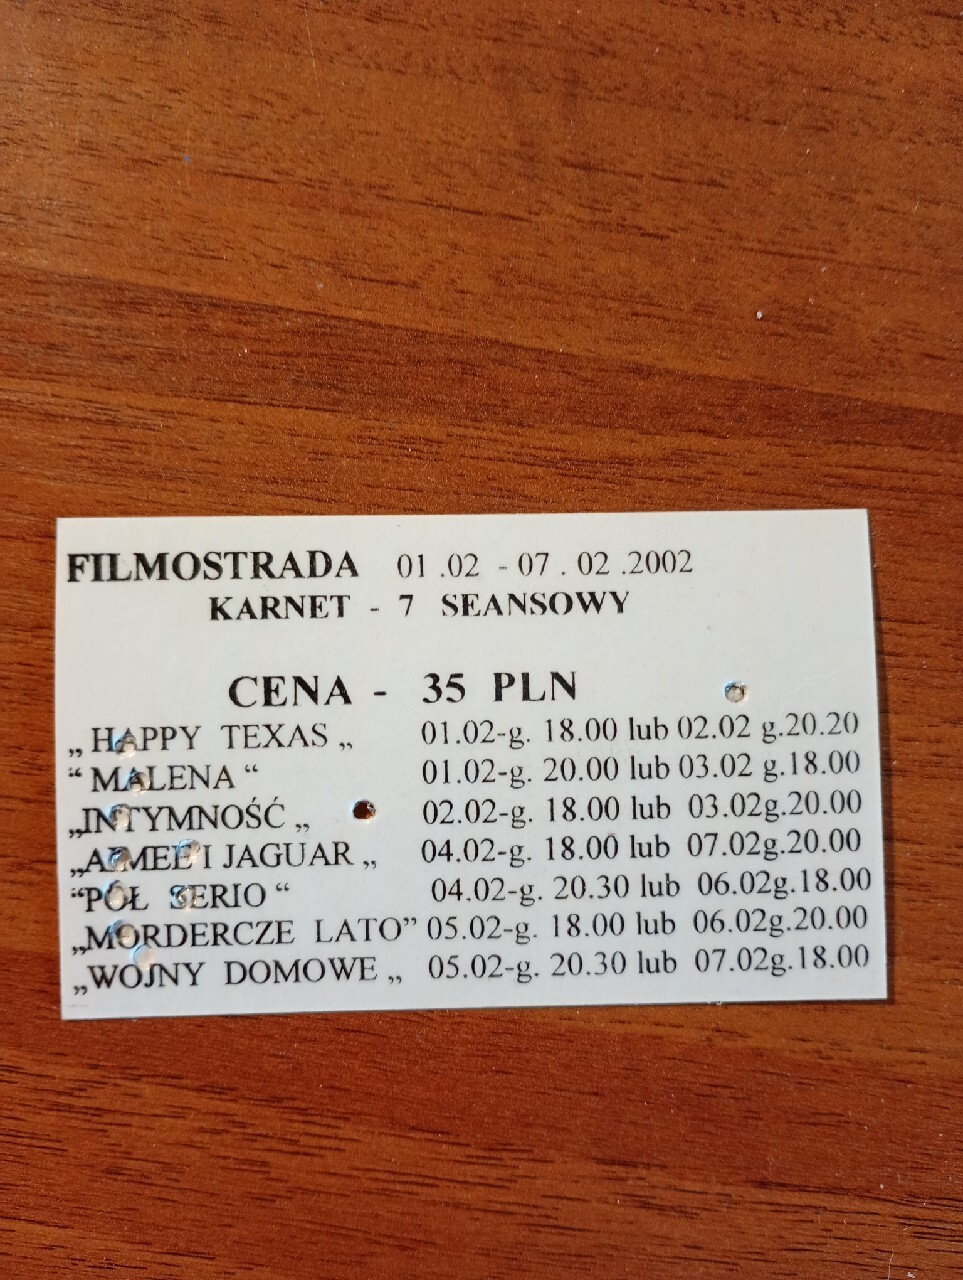 FILMOSTRADA 01 .02 - 07 . 02 .2002
KARNET - 7 SEANSOWY
CENA - 35 PLN
„ HAPPY TEXAS „ 01.02-g. 18.00 lub 02.02 g.20.20
“ MALENA “ 01.02-g. 20.00 lub 03.02 g.18.00
„INTYMNOŚĆ „ 02.02-g. 18.00 lub 03.02g.20.00
„AIMEE I JAGUAR „ 04.02-g. 18.00 lub 07.02g.20.00
“PÓŁ SERIO “ 04.02-g. 20.30 lub 06.02g.18.00
„MORDERCZE LATO” 05.02-g. 18.00 lub 06.02g.20.00
„WOJNY DOMOWE „ 05.02-g. 20.30 lub 07.02g.18.00